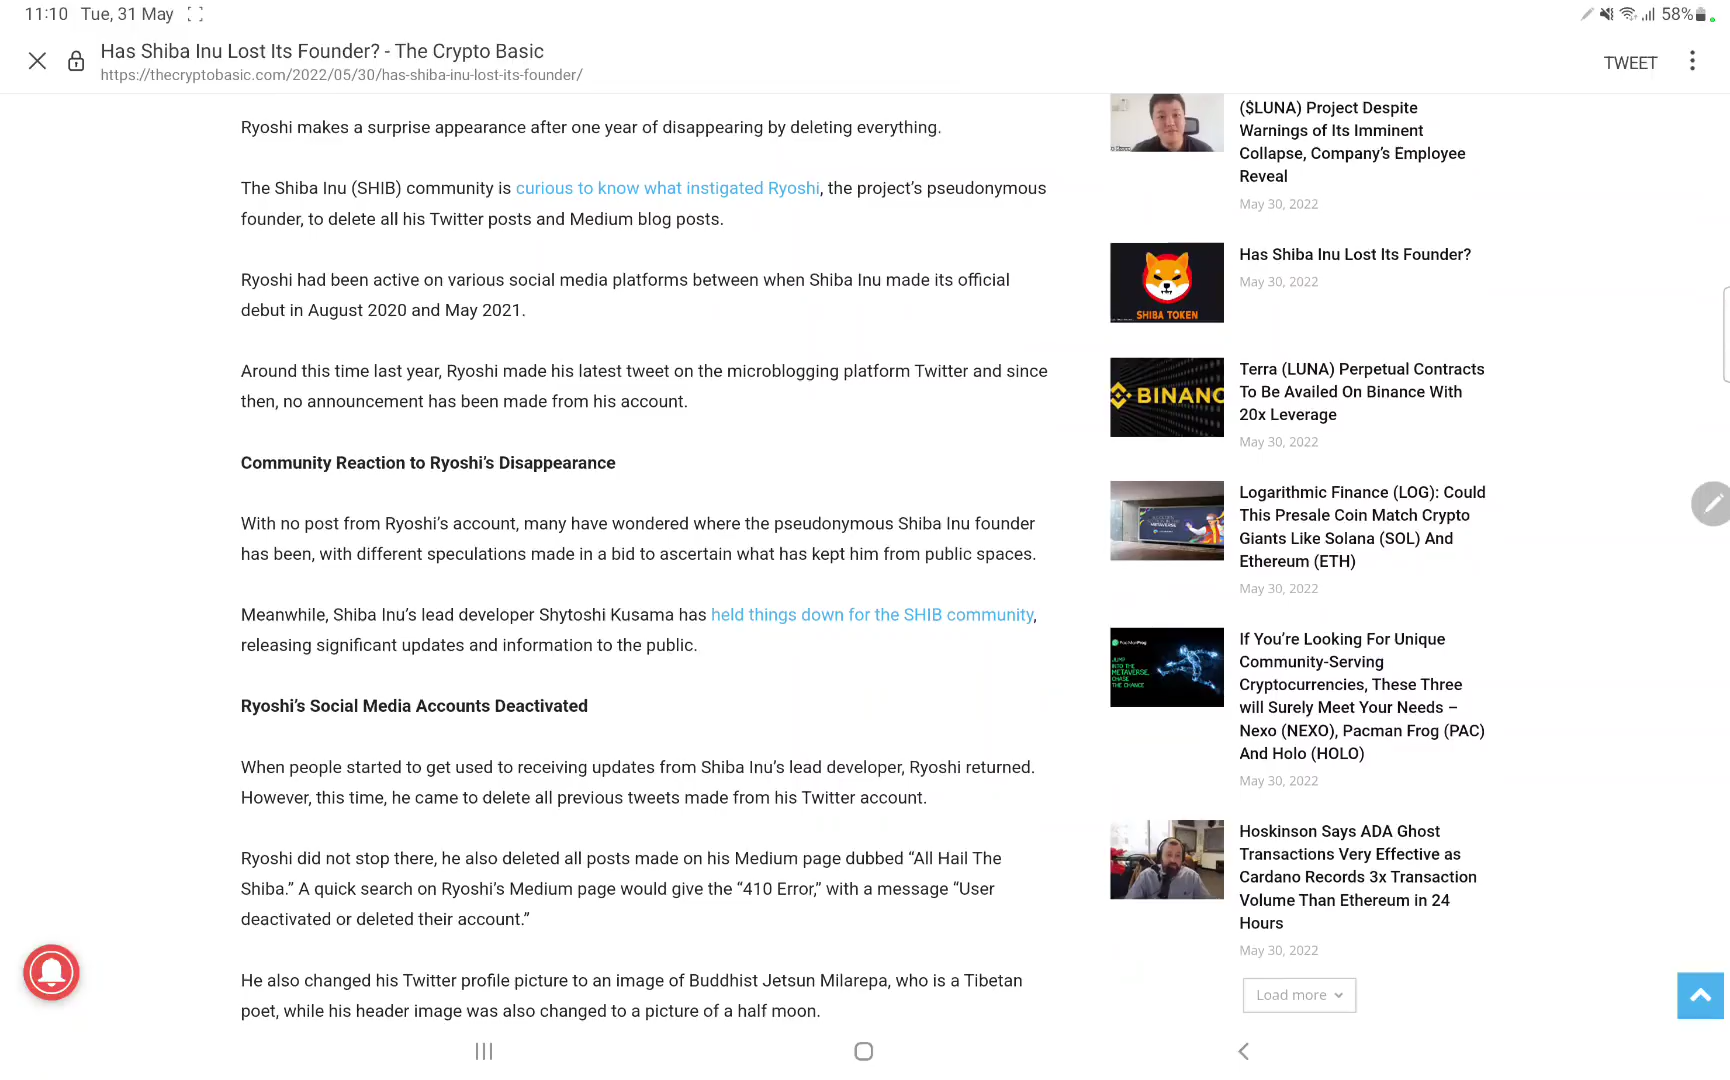 11:10 Tue, 31 May
58%
Has Shiba Inu Lost Its Founder? - The Crypto Basic
https://thecryptobasic.com/2022/05/30/has-shiba-inu-lost-its-founder/
TWEET
Ryoshi makes a surprise appearance after one year of disappearing by deleting everything.
The Shiba Inu (SHIB) community is curious to know what instigated Ryoshi, the project’s pseudonymous
founder, to delete all his Twitter posts and Medium blog posts.
Ryoshi had been active on various social media platforms between when Shiba Inu made its official
debut in August 2020 and May 2021.
Around this time last year, Ryoshi made his latest tweet on the microblogging platform Twitter and since
then, no announcement has been made from his account.
Community Reaction to Ryoshi’s Disappearance
With no post from Ryoshi’s account, many have wondered where the pseudonymous Shiba Inu founder
has been, with different speculations made in a bid to ascertain what has kept him from public spaces.
Meanwhile, Shiba Inu’s lead developer Shytoshi Kusama has held things down for the SHIB community,
releasing significant updates and information to the public.
Ryoshi’s Social Media Accounts Deactivated
When people started to get used to receiving updates from Shiba Inu’s lead developer, Ryoshi returned.
However, this time, he came to delete all previous tweets made from his Twitter account.
Ryoshi did not stop there, he also deleted all posts made on his Medium page dubbed “All Hail The
Shiba.” A quick search on Ryoshi’s Medium page would give the “410 Error,” with a message “User
deactivated or deleted their account.”
He also changed his Twitter profile picture to an image of Buddhist Jetsun Milarepa, who is a Tibetan
poet, while his header image was also changed to a picture of a half moon.
($LUNA) Project Despite
Warnings of Its Imminent
Collapse, Company’s Employee
Reveal
May 30, 2022
SHIBA TOKEN
Has Shiba Inu Lost Its Founder?
May 30, 2022
BINANC
Terra (LUNA) Perpetual Contracts
To Be Availed On Binance With
20x Leverage
May 30, 2022
METAVERSE
Logarithmic Finance (LOG): Could
This Presale Coin Match Crypto
Giants Like Solana (SOL) And
Ethereum (ETH)
May 30, 2022
JUMP
INTO THE
METAVERSE,
CHASE
THE CHANCE
If You’re Looking For Unique
Community-Serving
Cryptocurrencies, These Three
will Surely Meet Your Needs –
Nexo (NEXO), Pacman Frog (PAC)
And Holo (HOLO)
May 30, 2022
Hoskinson Says ADA Ghost
Transactions Very Effective as
Cardano Records 3x Transaction
Volume Than Ethereum in 24
Hours
May 30, 2022
Load more